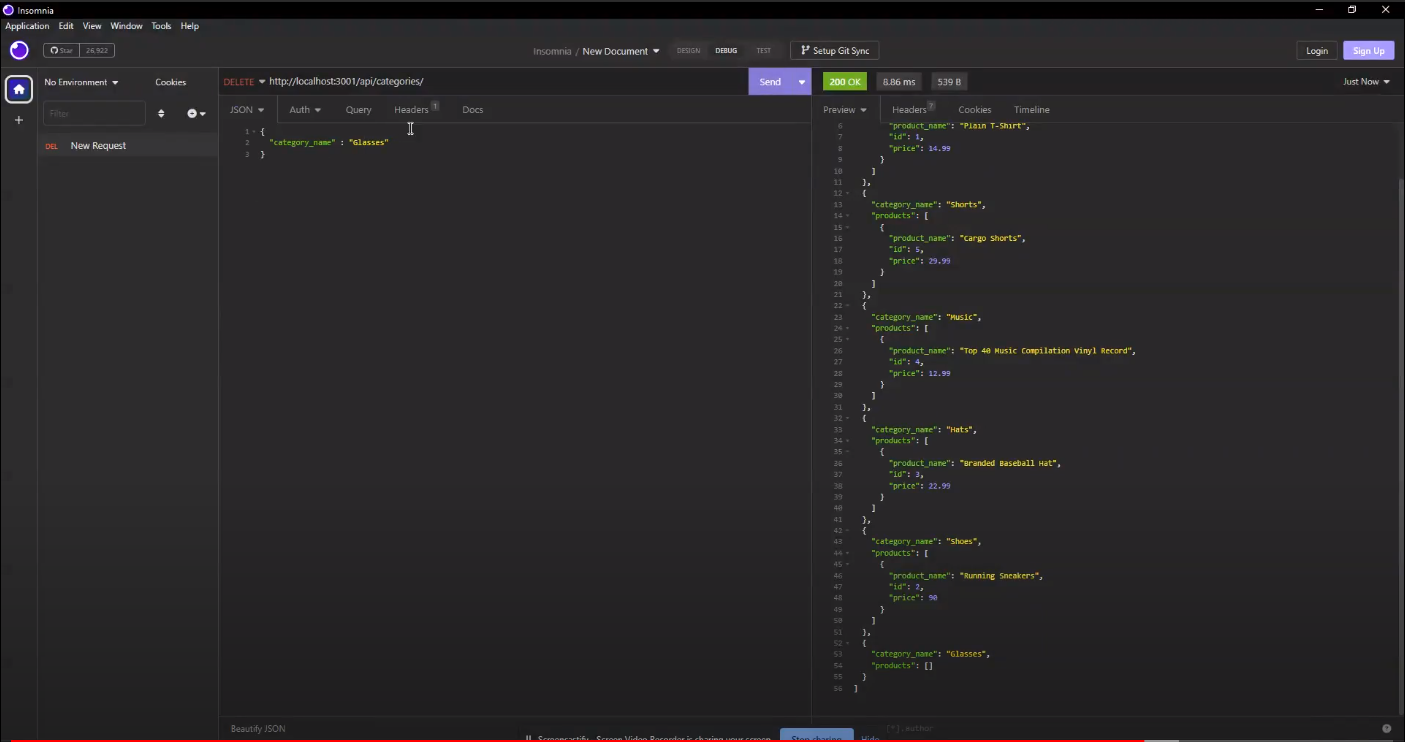 Insomnia
Application Edit View Window Tools Help
Star 26,922
Insomnia / New Document
DESIGN DEBUG TEST
Setup Git Sync
Login Sign Up
No Environment
Cookies
DELETE http://localhost:3001/api/categories/
Send
200 OK 8.86 ms 539 B
Just Now
Filter
JSON Auth Query Headers 1 Docs
Preview Headers 7 Cookies Timeline
DEL New Request
1 {
2 "category_name" : "Glasses"
3 }
6 "product_name": "Plain T-Shirt",
7 "id": 1,
8 "price": 14.99
9 }
10 ]
11 },
12 {
13 "category_name": "Shorts",
14 "products": [
15 {
16 "product_name": "Cargo Shorts",
17 "id": 5,
18 "price": 29.99
19 }
20 ]
21 },
22 {
23 "category_name": "Music",
24 "products": [
25 {
26 "product_name": "Top 40 Music Compilation Vinyl Record",
27 "id": 4,
28 "price": 12.99
29 }
30 ]
31 },
32 {
33 "category_name": "Hats",
34 "products": [
35 {
36 "product_name": "Branded Baseball Hat",
37 "id": 3,
38 "price": 22.99
39 }
40 ]
41 },
42 {
43 "category_name": "Shoes",
44 "products": [
45 {
46 "product_name": "Running Sneakers",
47 "id": 2,
48 "price": 90
49 }
50 ]
51 },
52 {
53 "category_name": "Glasses",
54 "products": []
55 }
56 ]
Beautify JSON
Screencastify - Screen Video Recorder is sharing your screen. Stop sharing Hide